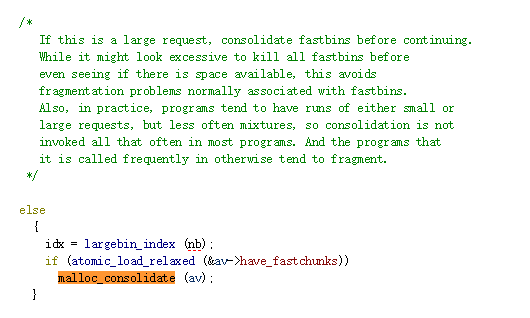 /*
If this is a large request, consolidate fastbins before continuing.
While it might look excessive to kill all fastbins before
even seeing if there is space available, this avoids
fragmentation problems normally associated with fastbins.
Also, in practice, programs tend to have runs of either small or
large requests, but less often mixtures, so consolidation is not
invoked all that often in most programs. And the programs that
it is called frequently in otherwise tend to fragment.
*/
else
{
idx = largebin_index (nb);
if (atomic_load_relaxed (&av->have_fastchunks))
malloc_consolidate (av);
}